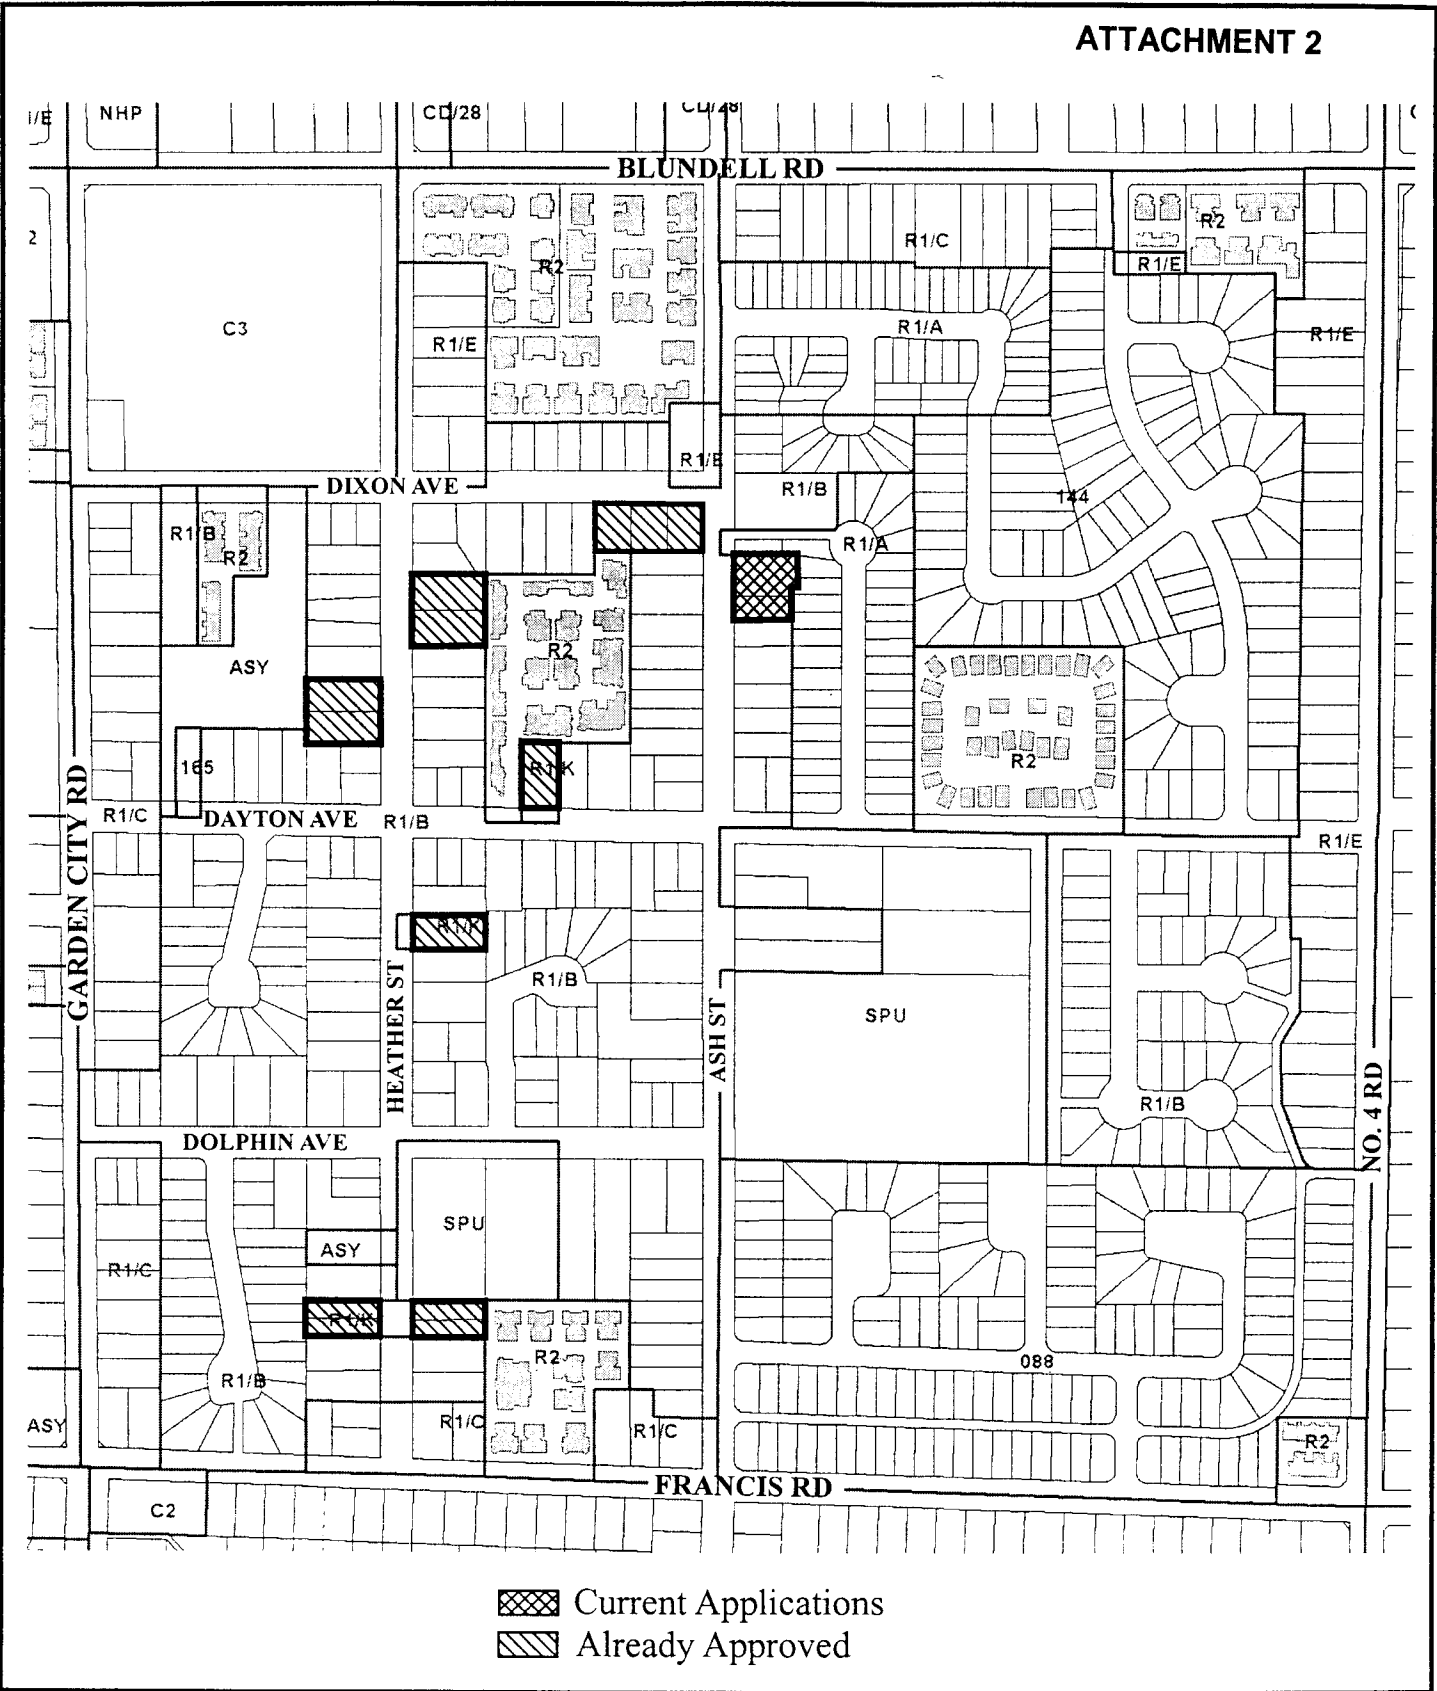 ATTACHMENT 2
NHP
CD/28
CD/28
BLUNDELL RD
2
R2
R1/C
R2
R1/E
C3
R1/E
R1/A
R1/E
R1/E
R1/B
DIXON AVE
144
R1/B
R2
R1/A
R2
ASY
R2
165
R1/K
R1/C
DAYTON AVE
R1/B
R1/E
GARDEN CITY RD
R1/K
R1/B
HEATHER ST
ASH ST
SPU
R1/B
NO. 4 RD
DOLPHIN AVE
SPU
ASY
R1/C
R1/K
R2
088
R1/B
ASY
R1/C
R1/C
R2
FRANCIS RD
C2
Current Applications
Already Approved